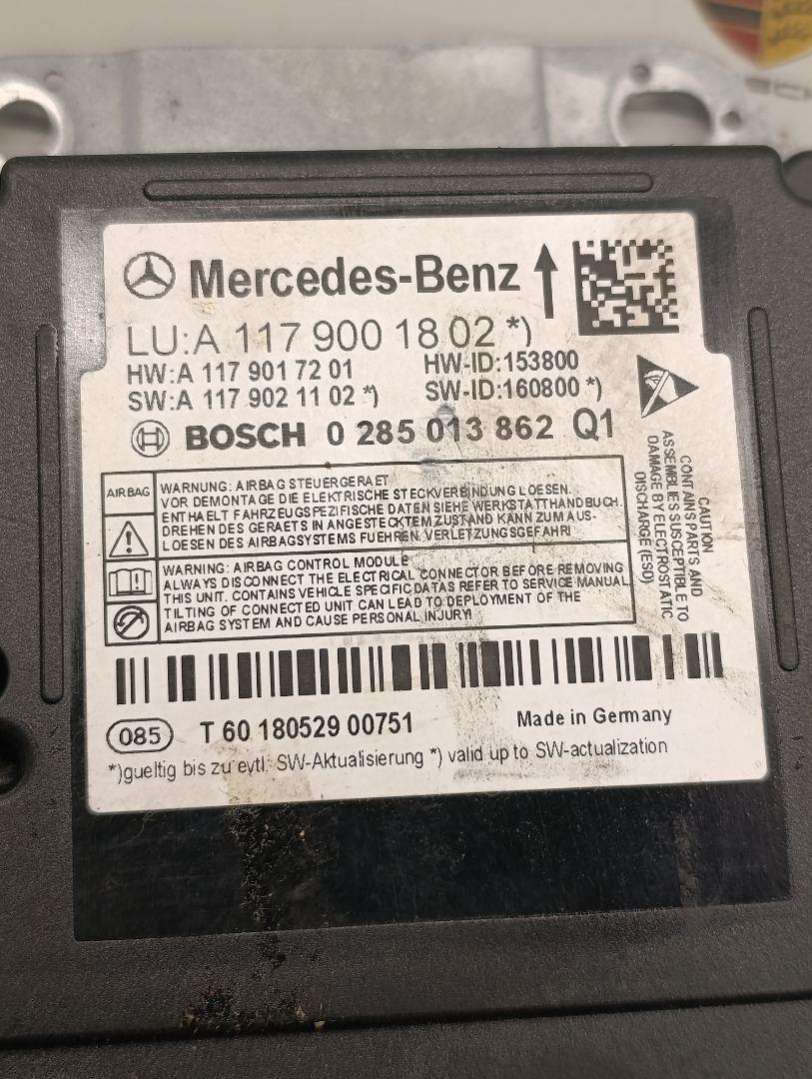 Mercedes-Benz
LU:A 117 900 18 02 *)
HW:A 117 901 72 01 HW-ID:153800
SW:A 117 902 11 02 *) SW-ID:160800 *)
BOSCH 0 285 013 862 Q1
AIRBAG
WARNUNG: AIRBAG STEUERGERAET
VOR DEMONTAGE DIE ELEKTRISCHE STECKVERBINDUNG LOESEN.
ENTHAELT FAHRZEUGSPEZIFISCHE DATEN SIEHE WERKSTATTHANDBUCH.
DREHEN DES GERAETS IN ANGESTECKTEM ZUSTAND KANN ZUM AUS-
LOESEN DES AIRBAGSYSTEMS FUEHREN. VERLETZUNGSGEFAHR!
WARNING: AIRBAG CONTROL MODULE
ALWAYS DISCONNECT THE ELECTRICAL CONNECTOR BEFORE REMOVING
THIS UNIT. CONTAINS VEHICLE SPECIFIC DATAS REFER TO SERVICE MANUAL.
TILTING OF CONNECTED UNIT CAN LEAD TO DEPLOYMENT OF THE
AIRBAG SYSTEM AND CAUSE PERSONAL INJURY!
CAUTION
CONTAINS PARTS AND
ASSEMBLIES SUSCEPTIBLE TO
DAMAGE BY ELECTROSTATIC
DISCHARGE (ESD)
085 T 60 180529 00751 Made in Germany
*)gueltig bis zu evtl. SW-Aktualisierung *) valid up to SW-actualization